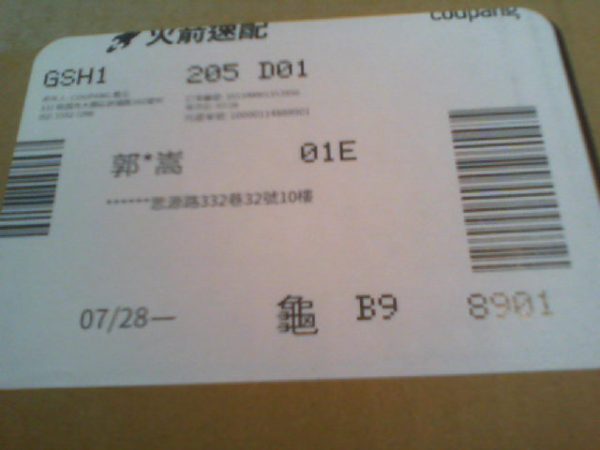 火箭速配
coupang
GSH1
205 D01
郭*嵩
01E
******思源路332巷32號10樓
07/28—
龜
B9
8901